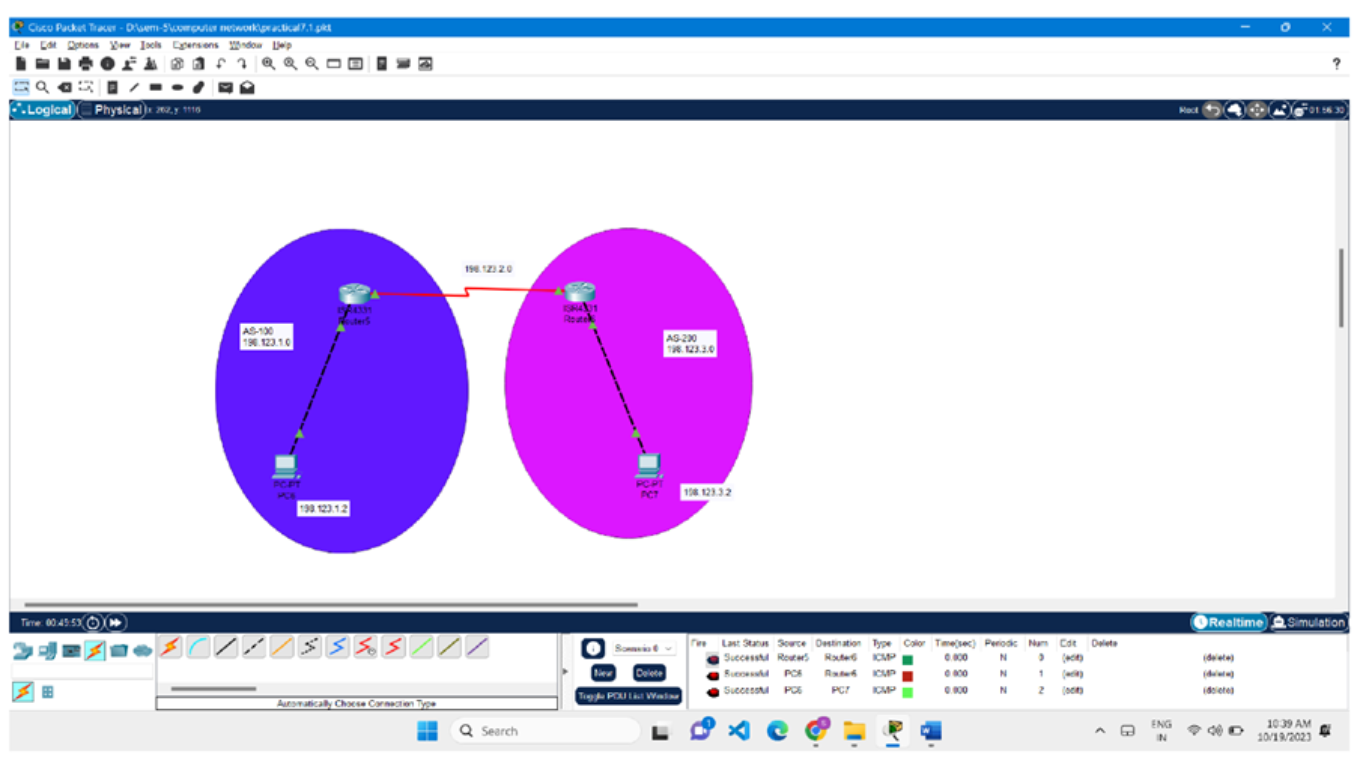 Cisco Packet Tracer - D:\sem-5\computer network\practical7.1.pkt
File Edit Options View Tools Extensions Window Help
?
Logical Physical x: 262, y: 1116 Root 01:56:30
198.123.2.0
ISR4331
Router5
ISR4331
Router6
AS-100
198.123.1.0
AS-200
198.123.3.0
PC-PT
PC6
198.123.1.2
PC-PT
PC7
198.123.3.2
Time: 00:43:53 Realtime Simulation
Scenario 6
New Delete
Toggle PDU List Window
Automatically Choose Connection Type
Fire Last Status Source Destination Type Color Time(sec) Periodic Num Edit Delete
Successful Router5 Router6 ICMP 0.000 N 0 (edit) (delete)
Successful PC6 Router6 ICMP 0.000 N 1 (edit) (delete)
Successful PC6 PC7 ICMP 0.000 N 2 (edit) (delete)
Search
ENG
IN
10:39 AM
10/19/2023